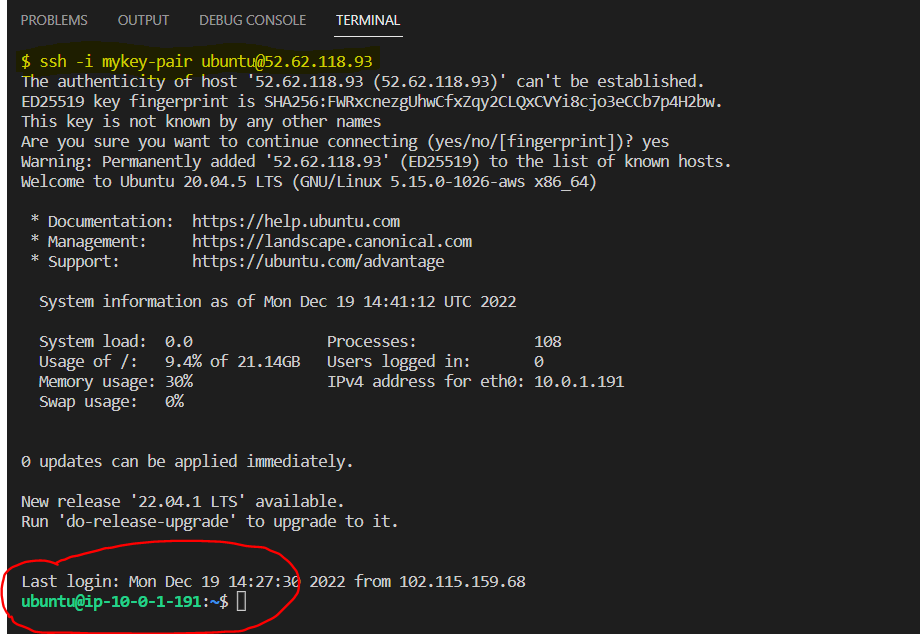 PROBLEMS OUTPUT DEBUG CONSOLE TERMINAL
$ ssh -i mykey-pair ubuntu@52.62.118.93
The authenticity of host '52.62.118.93 (52.62.118.93)' can't be established.
ED25519 key fingerprint is SHA256:FWRxcnezgUhwCfxZqy2CLQxCVYi8cjo3eCCb7p4H2bw.
This key is not known by any other names
Are you sure you want to continue connecting (yes/no/[fingerprint])? yes
Warning: Permanently added '52.62.118.93' (ED25519) to the list of known hosts.
Welcome to Ubuntu 20.04.5 LTS (GNU/Linux 5.15.0-1026-aws x86_64)
* Documentation: https://help.ubuntu.com
* Management: https://landscape.canonical.com
* Support: https://ubuntu.com/advantage
System information as of Mon Dec 19 14:41:12 UTC 2022
System load: 0.0 Processes: 108
Usage of /: 9.4% of 21.14GB Users logged in: 0
Memory usage: 30% IPv4 address for eth0: 10.0.1.191
Swap usage: 0%
0 updates can be applied immediately.
New release '22.04.1 LTS' available.
Run 'do-release-upgrade' to upgrade to it.
Last login: Mon Dec 19 14:27:30 2022 from 102.115.159.68
ubuntu@ip-10-0-1-191:~$